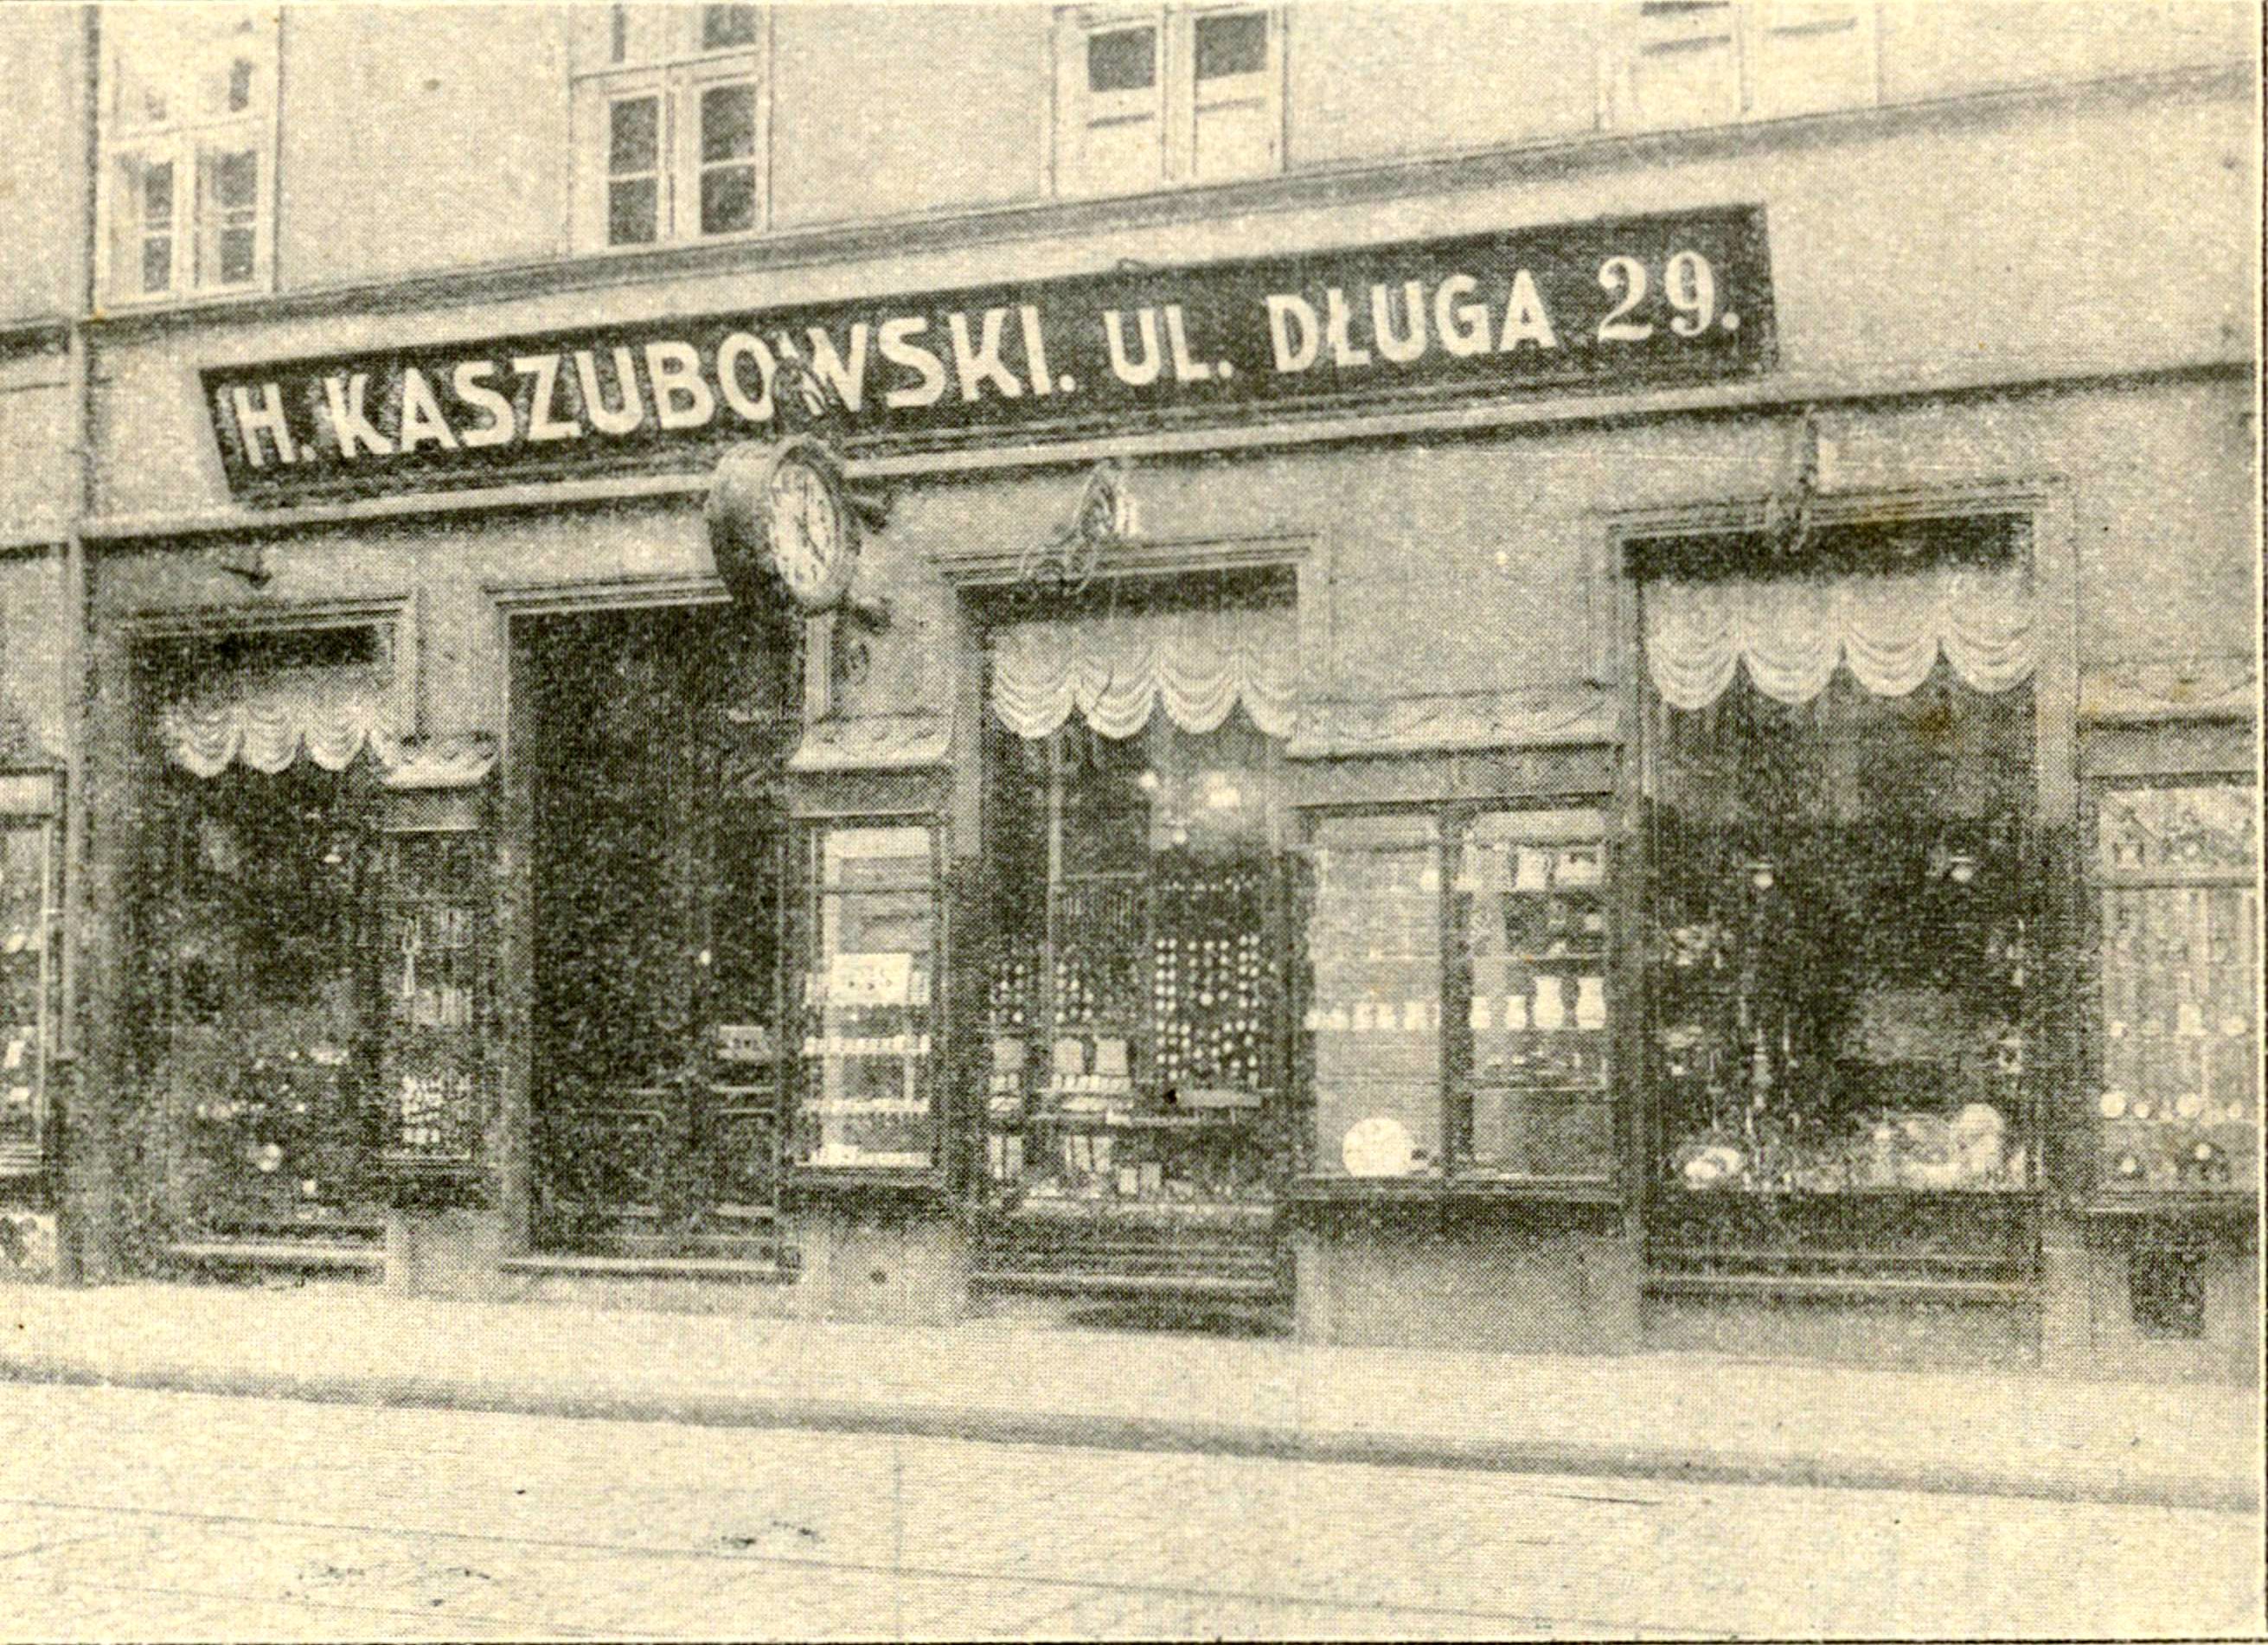 H. KASZUBOWSKI. UL. DŁUGA 29.